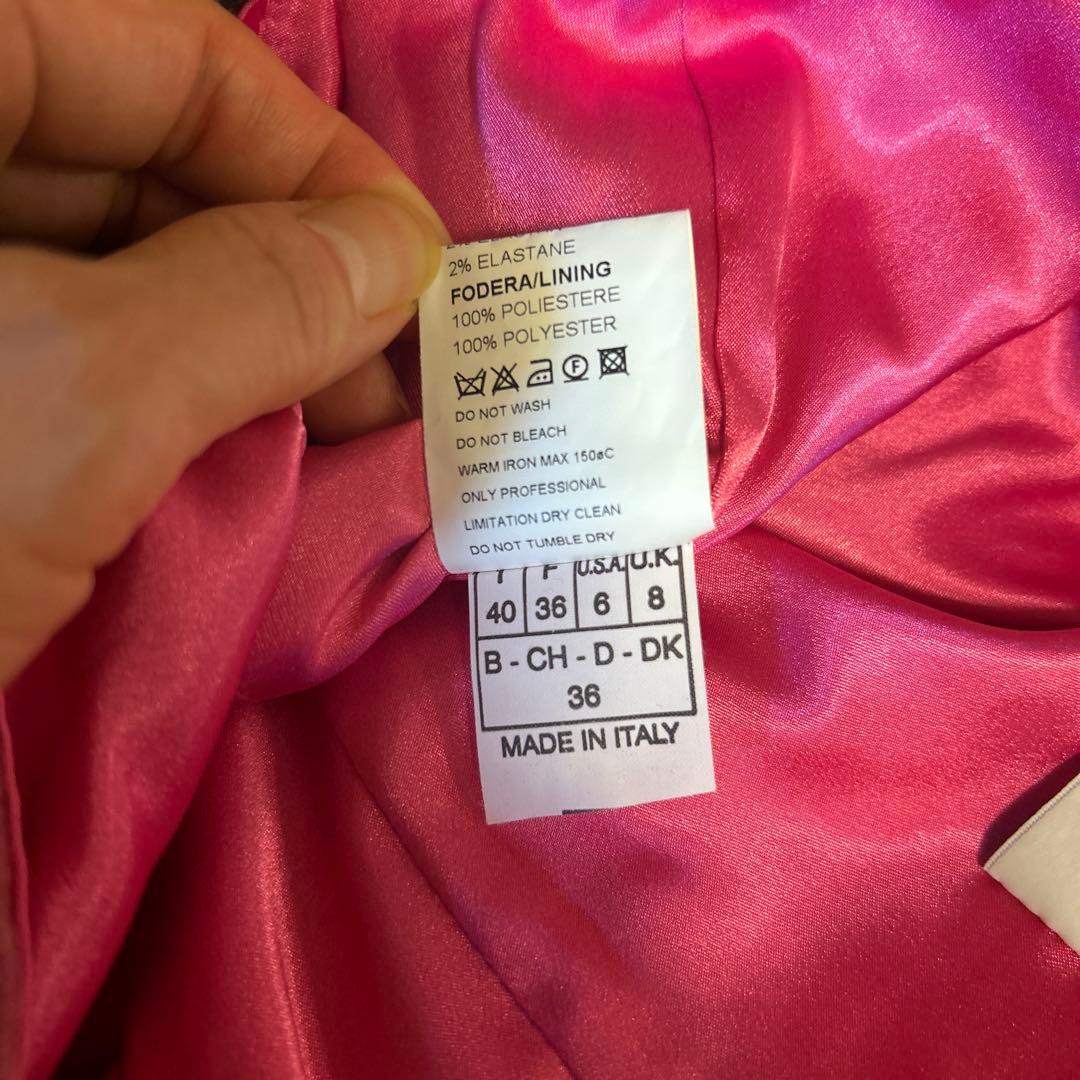 2% ELASTANE
FODERA/LINING
100% POLIESTERE
100% POLYESTER
F
DO NOT WASH
DO NOT BLEACH
WARM IRON MAX 150øC
ONLY PROFESSIONAL
LIMITATION DRY CLEAN
DO NOT TUMBLE DRY
F U.S.A. U.K.
40 36 6 8
B - CH - D - DK
36
MADE IN ITALY